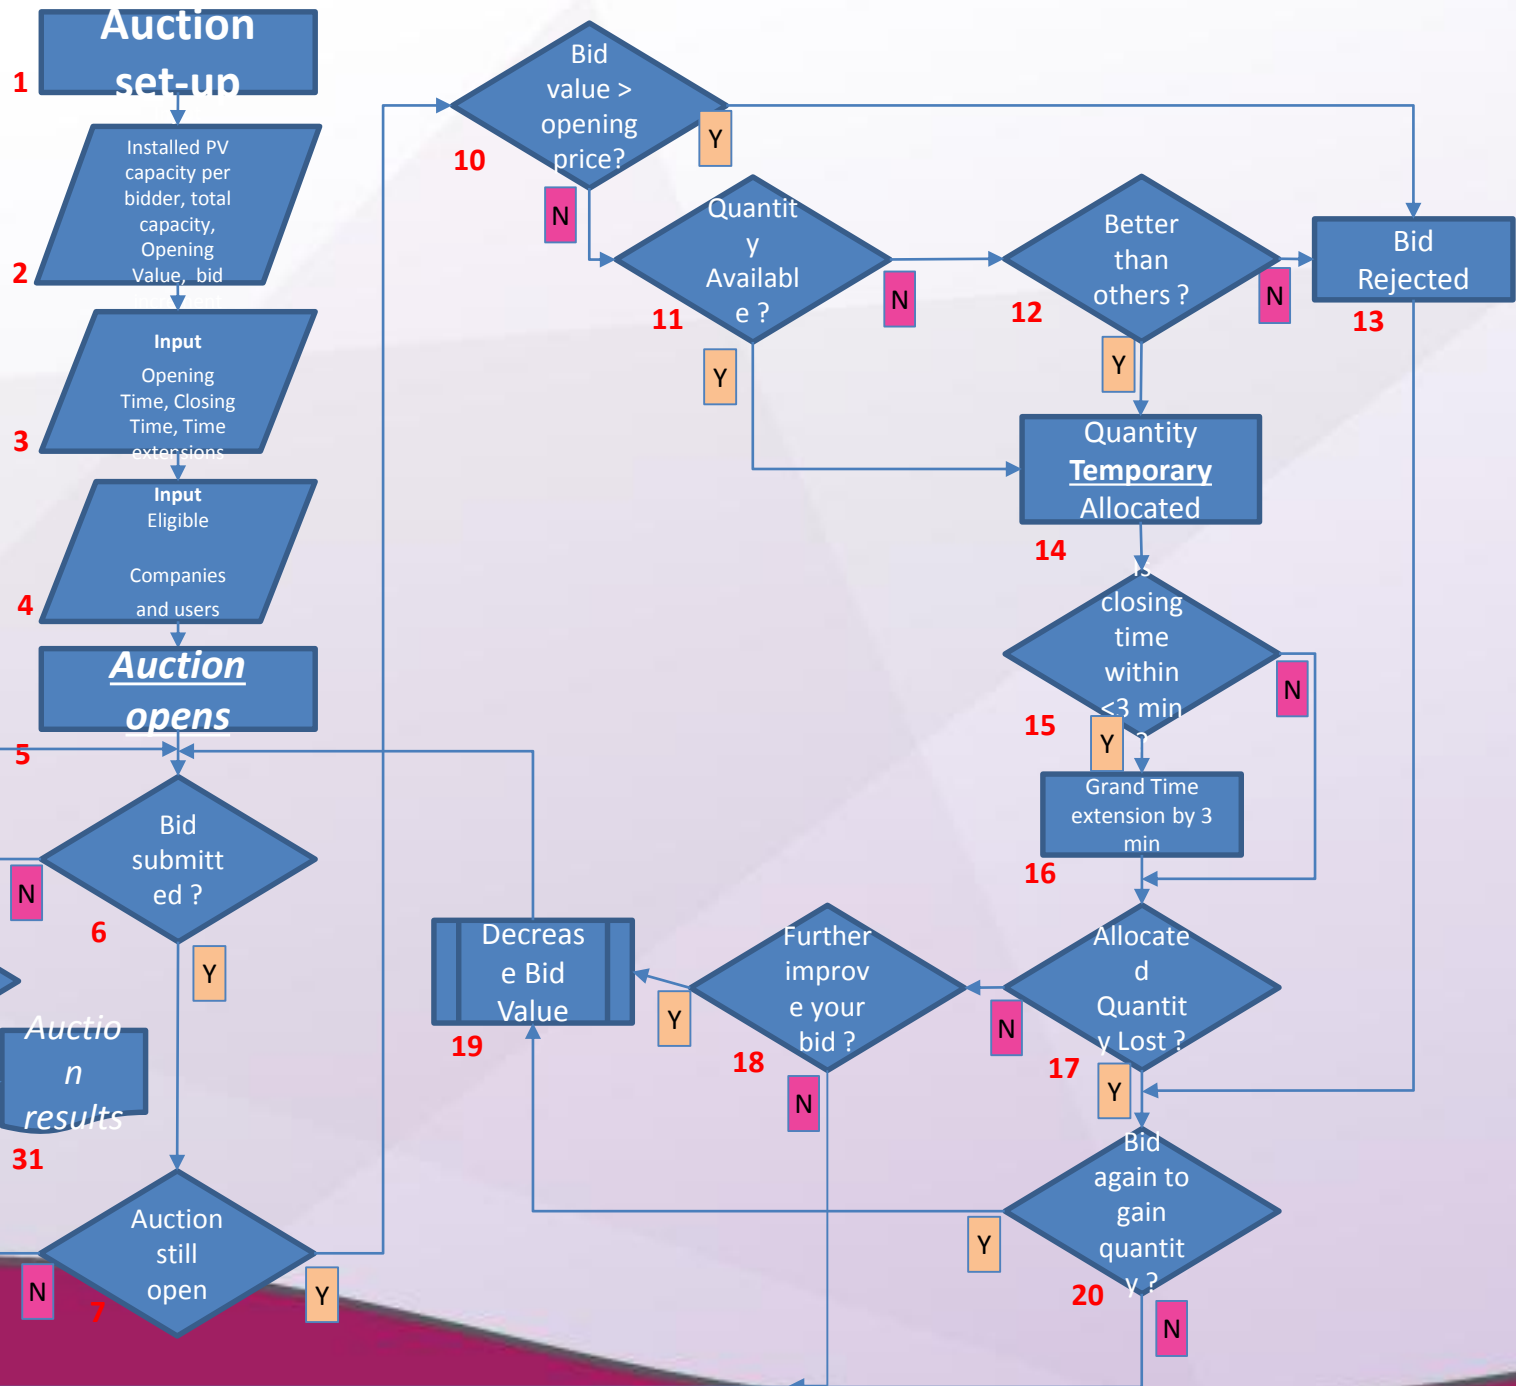 Auction
set-up
1
Installed PV
capacity per
bidder, total
capacity,
Opening
Value, bid
increment
2
Input
Opening
Time, Closing
Time, Time
extensions
3
Input
Eligible
Companies
and users
4
Auction
opens
5
Bid
submitt
ed ?
6
N
Y
Auctio
n
results
31
Auction
still
open
7
N
Y
Bid
value >
opening
price?
10
Y
N
Quantit
y
Availabl
e ?
11
N
Y
Better
than
others ?
12
N
Y
Bid
Rejected
13
Quantity
Temporary
Allocated
14
Is
closing
time
within
<3 min
?
15
N
Y
Grand Time
extension by 3
min
16
Allocate
d
Quantit
y Lost ?
17
N
Y
Further
improv
e your
bid ?
18
Y
N
Decreas
e Bid
Value
19
Bid
again to
gain
quantit
y ?
20
Y
N